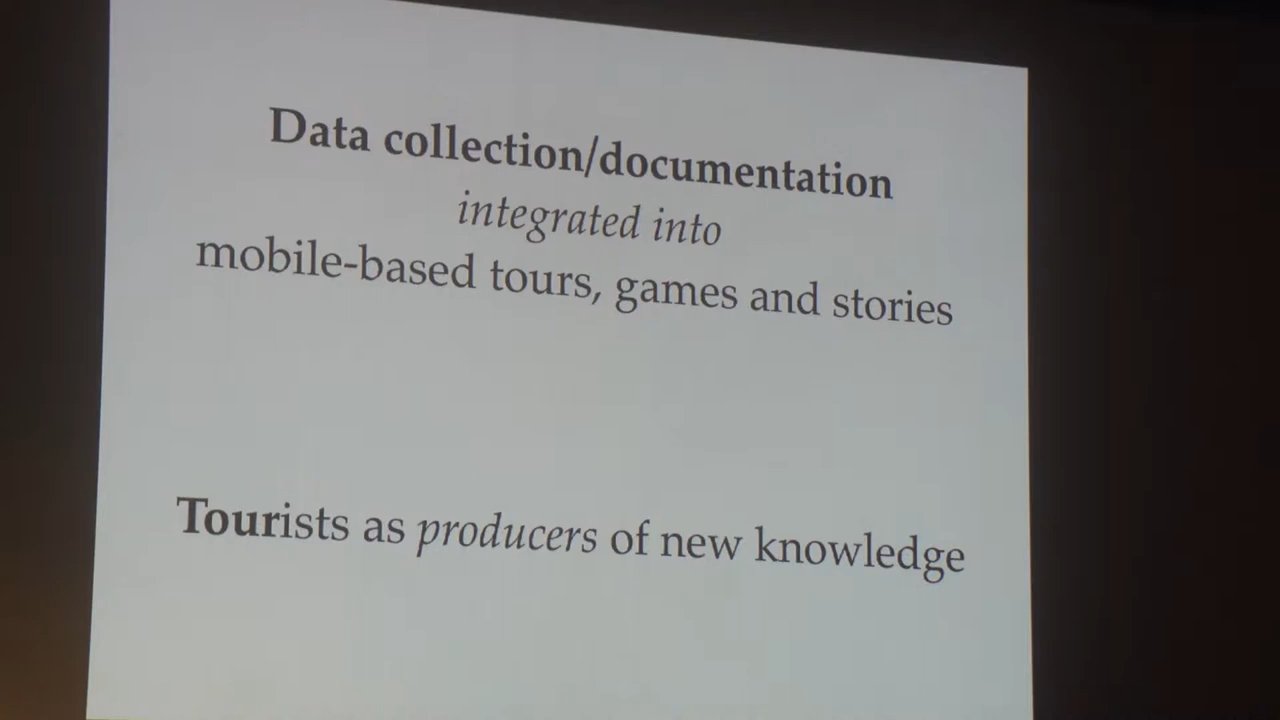 Data collection/documentation
integrated into
mobile-based tours, games and stories
Tourists as producers of new knowledge